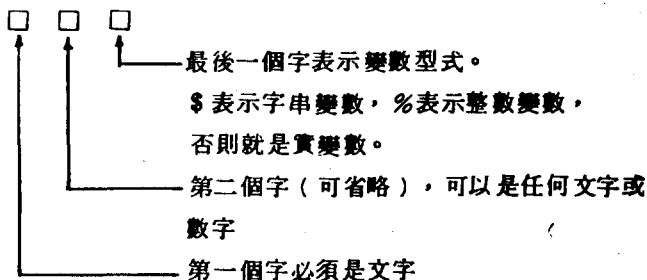 最後一個字表示變數型式。
$表示字串變數,%表示整數變數,
否則就是實變數。
第二個字(可省略),可以是任何文字或
數字
第一個字必須是文字